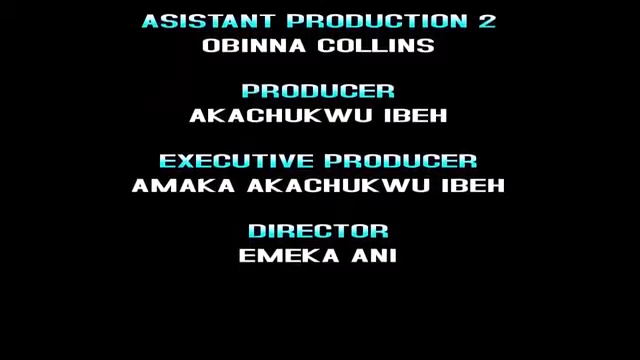 ASISTANT PRODUCTION 2
OBINNA COLLINS
PRODUCER
AKACHUKWU IBEH
EXECUTIVE PRODUCER
AMAKA AKACHUKWU IBEH
DIRECTOR
EMEKA ANI